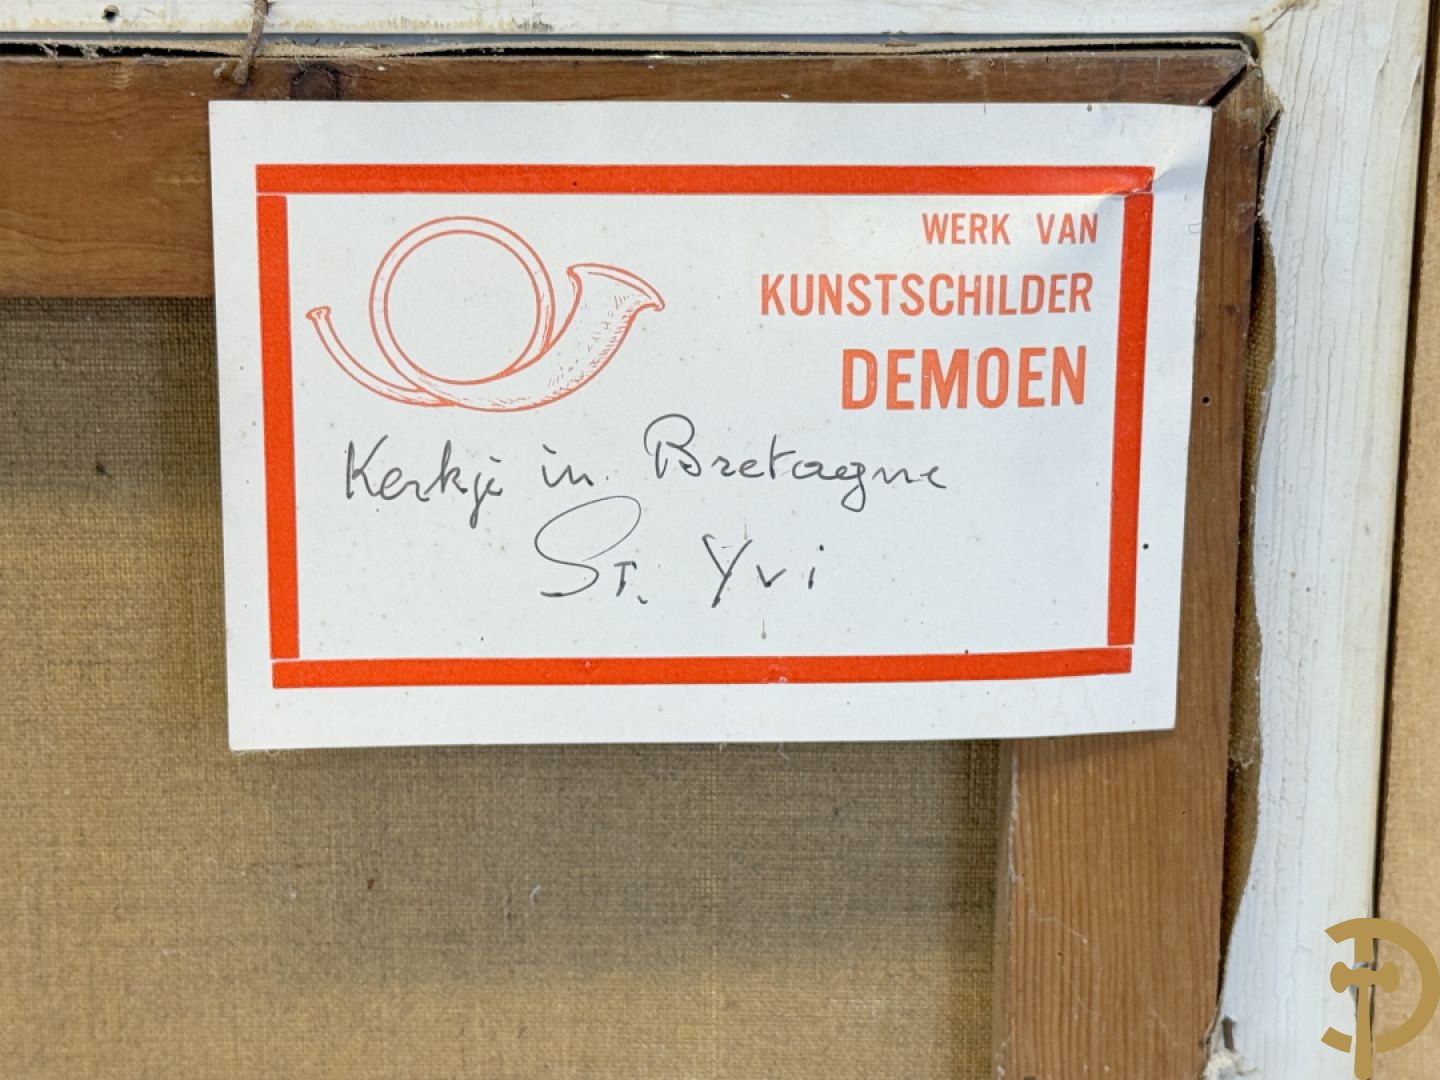 WERK VAN
KUNSTSCHILDER
DEMOEN
Kerkje in Bretagne
St. Yvi